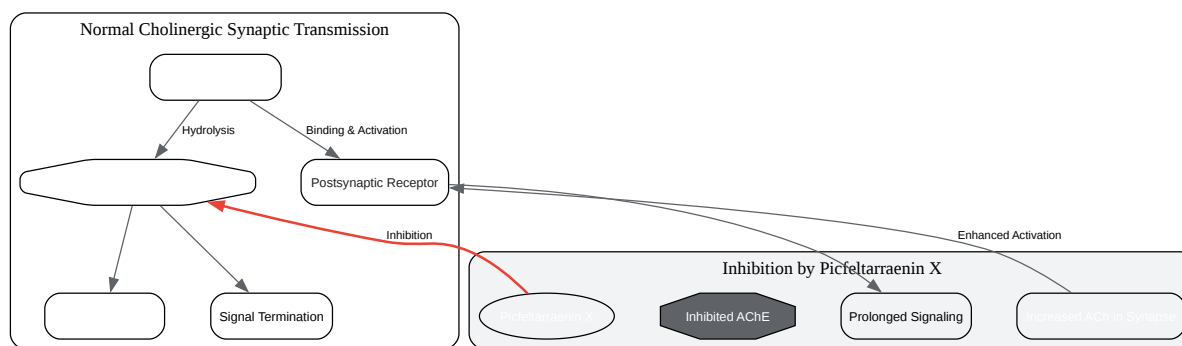 Normal Cholinergic Synaptic Transmission
Hydrolysis
Binding & Activation
Postsynaptic Receptor
Inhibition
Enhanced Activation
Signal Termination
Inhibition by Picfeltarraenin X
Picfeltarraenin X
Inhibited AChE
Prolonged Signaling
Increased ACh in Synapse